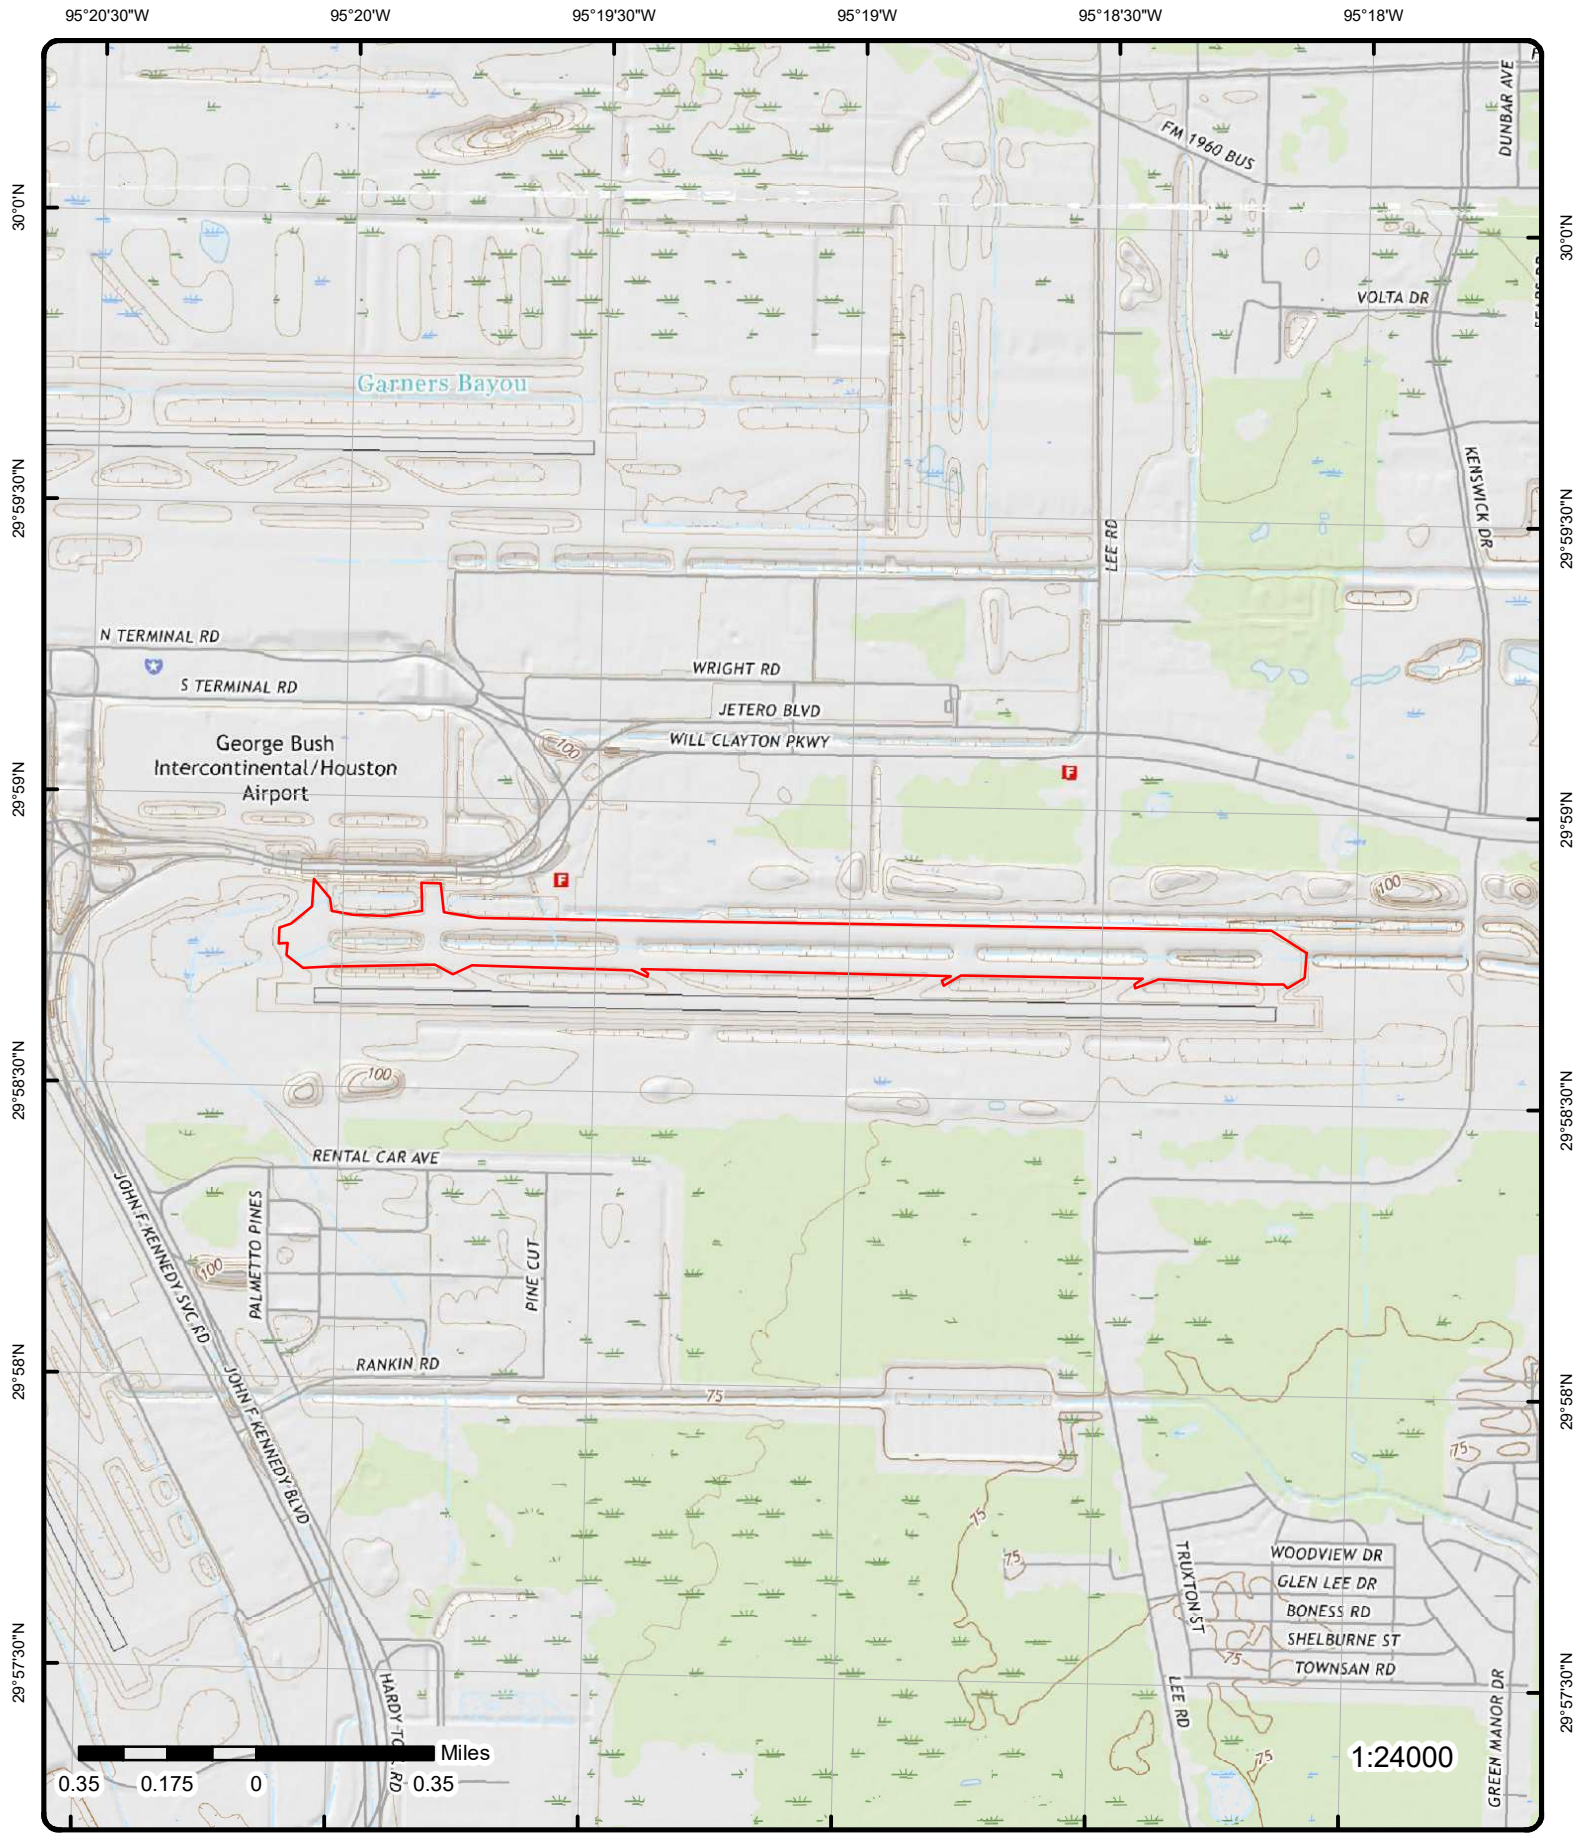 95°20'30"W 95°20'W 95°19'30"W 95°19'W 95°18'30"W 95°18'W
DUNBAR AVE
FM 1960 BUS
30°0'N
30°0'N
VOLTA DR
Garners Bayou
KENSWICK DR
29°59'30"N
29°59'30"N
LEE RD
N TERMINAL RD
WRIGHT RD
S TERMINAL RD
JETERO BLVD
WILL CLAYTON PKWY
100
George Bush
Intercontinental/Houston
Airport
F
29°59'N
29°59'N
F
100
100
29°58'30"N
29°58'30"N
RENTAL CAR AVE
JOHN F KENNEDY SVC RD
PALMETTO PINES
PINE CUT
100
RANKIN RD
29°58'N
29°58'N
75
JOHN F KENNEDY BLVD
75
75
75
TRUXTON ST
WOODVIEW DR
GLEN LEE DR
BONESS RD
SHELBURNE ST
75
TOWNSAN RD
29°57'30"N
29°57'30"N
LEE RD
GREEN MANOR DR
75
HARDY RD
Miles
0.35 0.175 0 0.35
1:24000